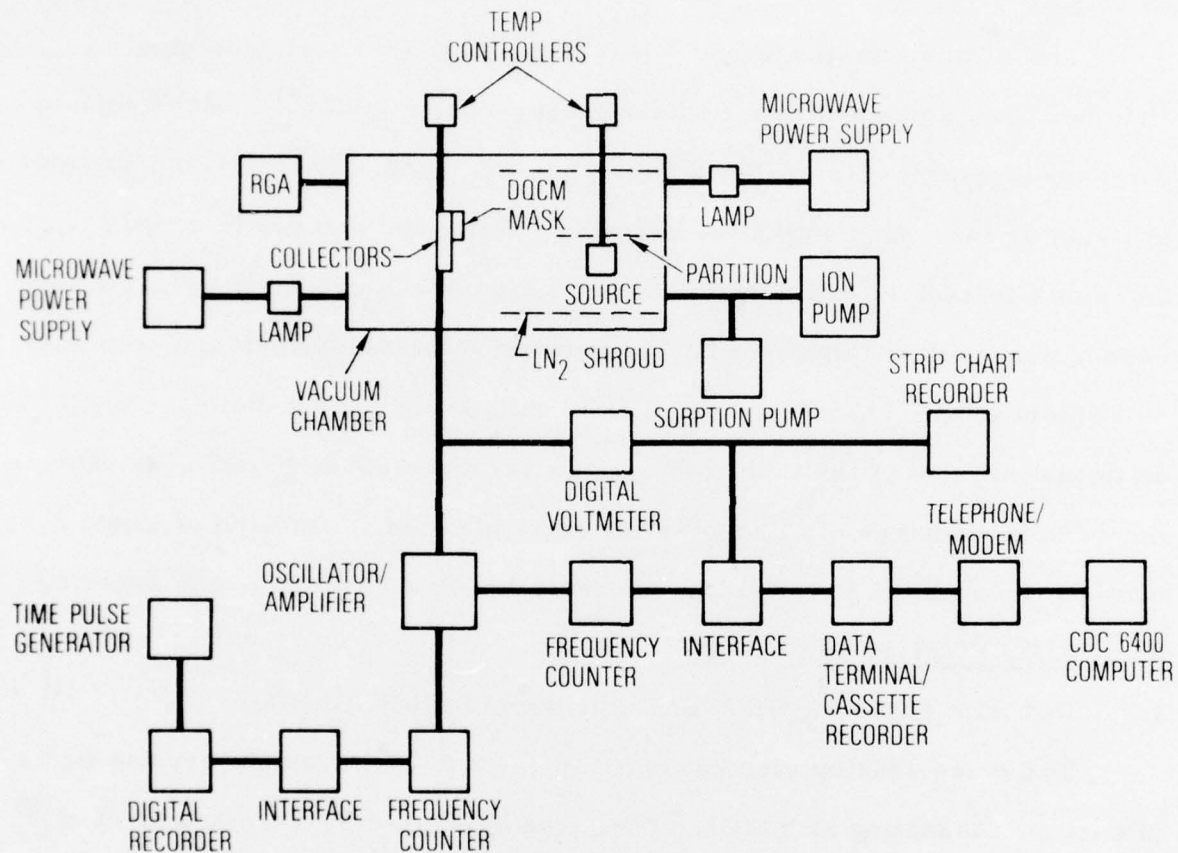 TEMP
CONTROLLERS
MICROWAVE
POWER SUPPLY
RGA
DQCM
MASK
LAMP
COLLECTORS
PARTITION
MICROWAVE
POWER
SUPPLY
SOURCE
ION
PUMP
LAMP
LN2 SHROUD
VACUUM
CHAMBER
STRIP CHART
RECORDER
SORPTION PUMP
DIGITAL
VOLTMETER
TELEPHONE/
MODEM
OSCILLATOR/
AMPLIFIER
TIME PULSE
GENERATOR
FREQUENCY
COUNTER
INTERFACE
DATA
TERMINAL/
CASSETTE
RECORDER
CDC 6400
COMPUTER
DIGITAL
RECORDER
INTERFACE
FREQUENCY
COUNTER